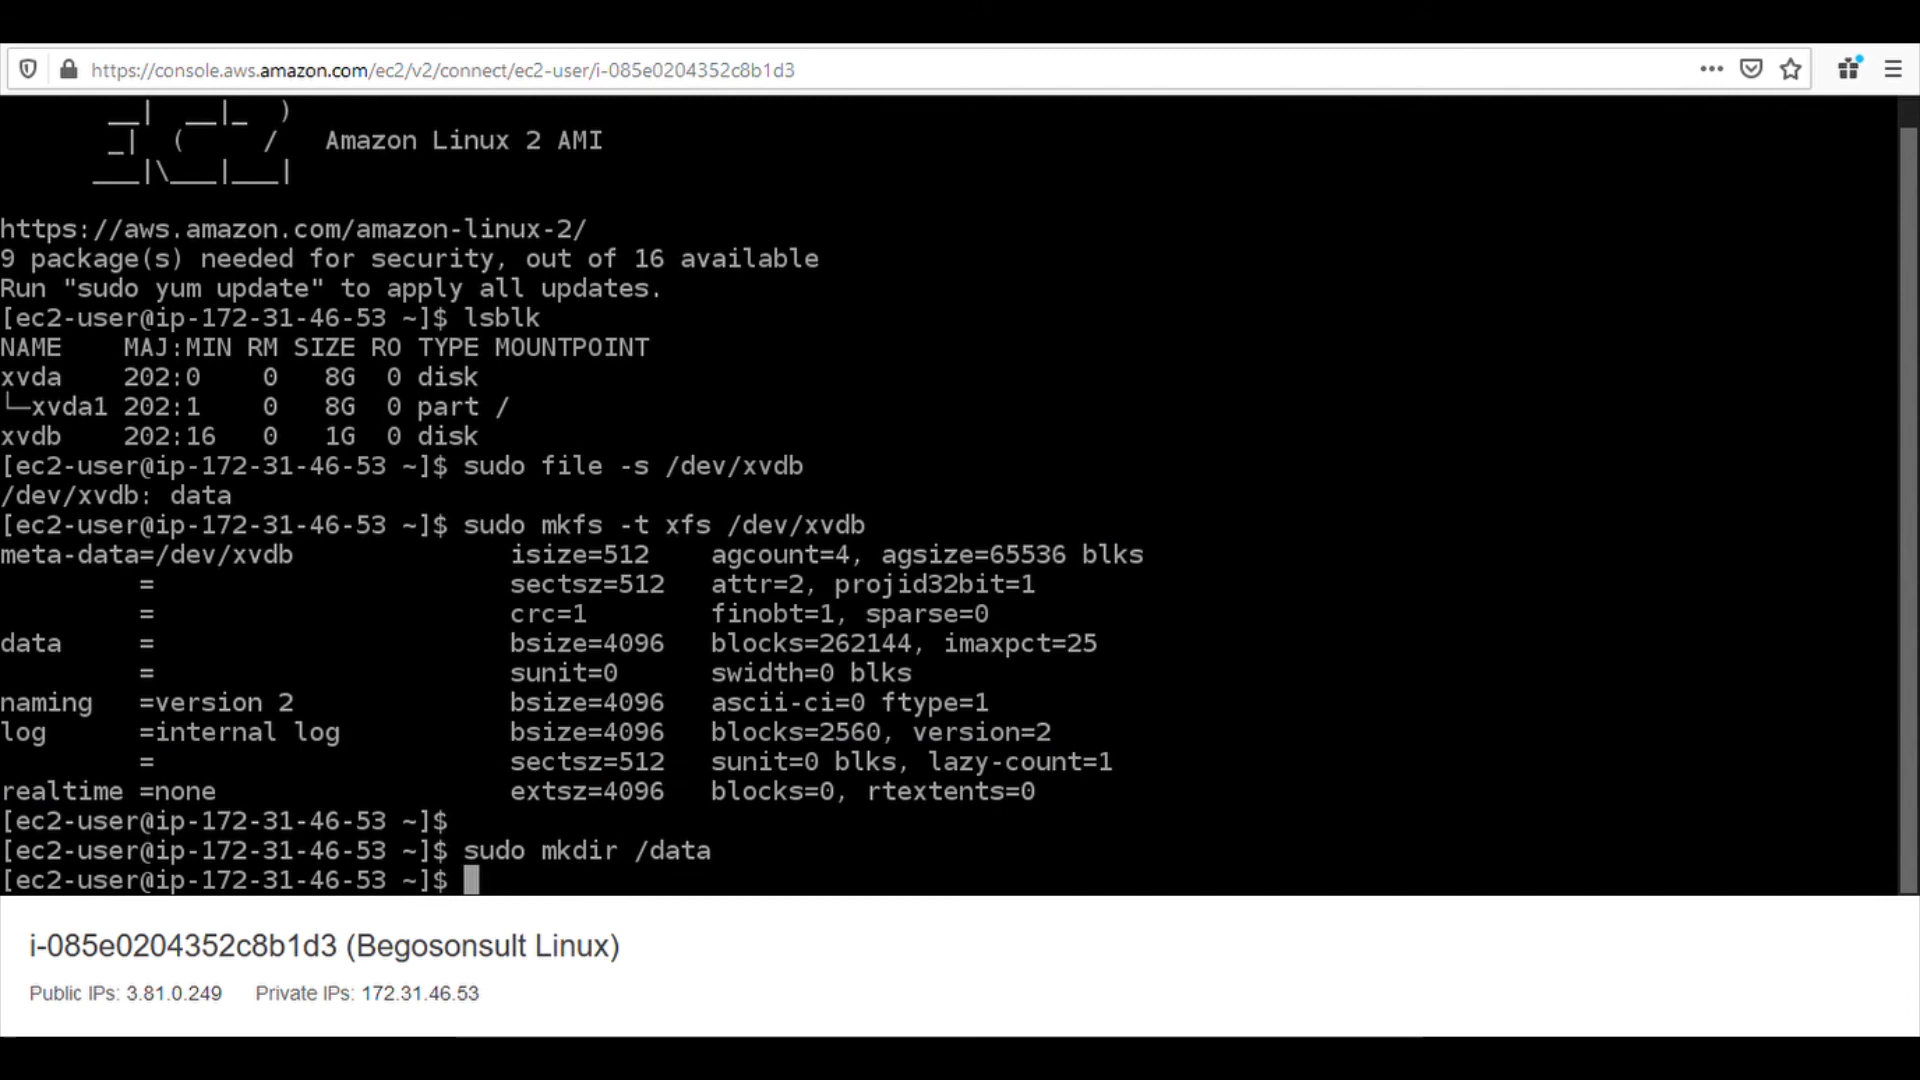 https://console.aws.amazon.com/ec2/v2/connect/ec2-user/i-085e0204352c8b1d3
__|  __|_  )
_|  (     /   Amazon Linux 2 AMI
___|\___|___|
https://aws.amazon.com/amazon-linux-2/
9 package(s) needed for security, out of 16 available
Run "sudo yum update" to apply all updates.
[ec2-user@ip-172-31-46-53 ~]$ lsblk
NAME    MAJ:MIN RM SIZE RO TYPE MOUNTPOINT
xvda    202:0    0   8G  0 disk
└─xvda1 202:1    0   8G  0 part /
xvdb    202:16   0   1G  0 disk
[ec2-user@ip-172-31-46-53 ~]$ sudo file -s /dev/xvdb
/dev/xvdb: data
[ec2-user@ip-172-31-46-53 ~]$ sudo mkfs -t xfs /dev/xvdb
meta-data=/dev/xvdb              isize=512    agcount=4, agsize=65536 blks
         =                       sectsz=512   attr=2, projid32bit=1
         =                       crc=1        finobt=1, sparse=0
data     =                       bsize=4096   blocks=262144, imaxpct=25
         =                       sunit=0      swidth=0 blks
naming   =version 2              bsize=4096   ascii-ci=0 ftype=1
log      =internal log           bsize=4096   blocks=2560, version=2
         =                       sectsz=512   sunit=0 blks, lazy-count=1
realtime =none                   extsz=4096   blocks=0, rtextents=0
[ec2-user@ip-172-31-46-53 ~]$
[ec2-user@ip-172-31-46-53 ~]$ sudo mkdir /data
[ec2-user@ip-172-31-46-53 ~]$
i-085e0204352c8b1d3 (Begosonsult Linux)
Public IPs: 3.81.0.249    Private IPs: 172.31.46.53